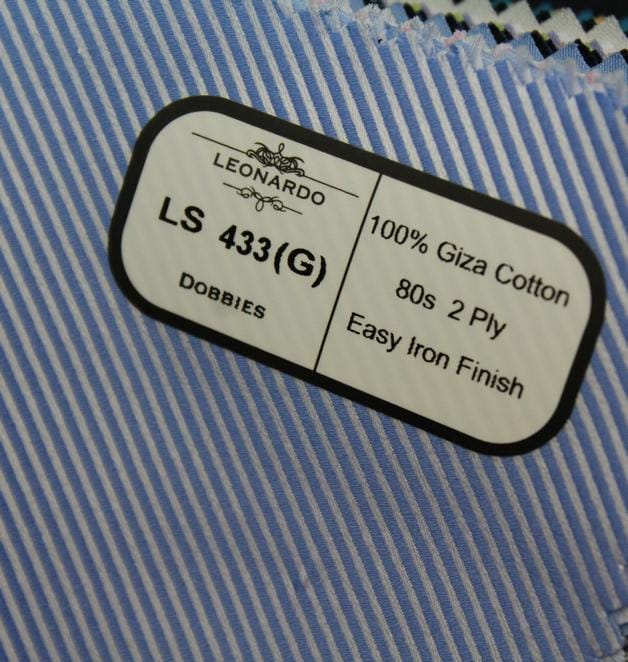 LEONARDO
LS 433(G)
DOBBIES
100% Giza Cotton
80s 2 Ply
Easy Iron Finish